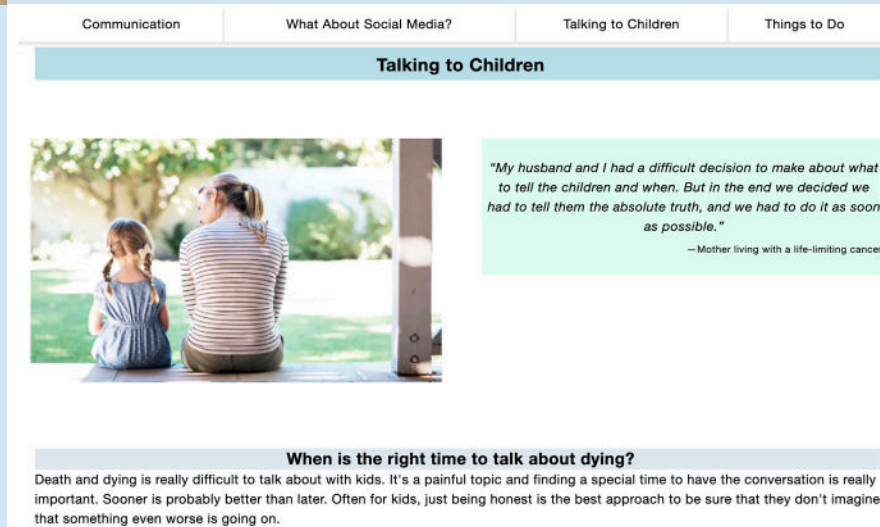 Communication
What About Social Media?
Talking to Children
Things to Do
Talking to Children
“My husband and I had a difficult decision to make about what
to tell the children and when. But in the end we decided we
had to tell them the absolute truth, and we had to do it as soon
as possible.”
—Mother living with a life-limiting cancer
When is the right time to talk about dying?
Death and dying is really difficult to talk about with kids. It's a painful topic and finding a special time to have the conversation is really
important. Sooner is probably better than later. Often for kids, just being honest is the best approach to be sure that they don't imagine
that something even worse is going on.